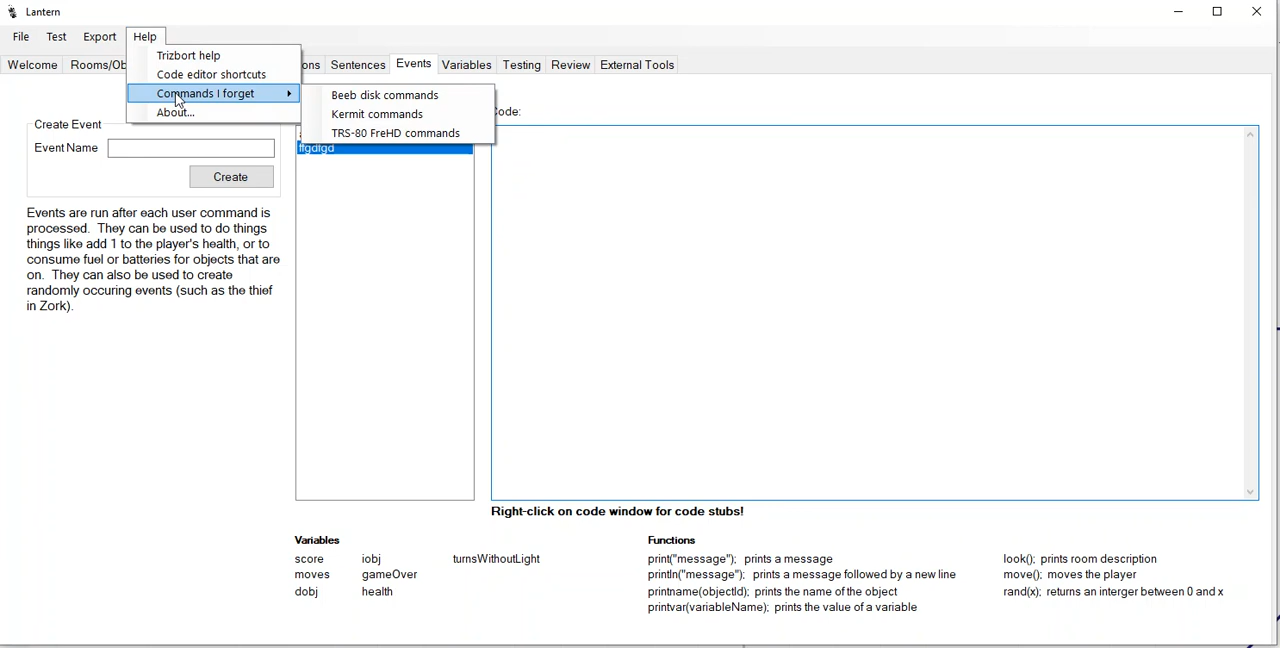 Lantern
File Test Export Help
Welcome Rooms/Ob ons Sentences Events Variables Testing Review External Tools
Trizbort help
Code editor shortcuts
Commands I forget
About...
Beeb disk commands
Kermit commands
TRS-80 FreHD commands
Create Event
Event Name
Create
Events are run after each user command is
processed. They can be used to do things
things like add 1 to the player's health, or to
consume fuel or batteries for objects that are
on. They can also be used to create
randomly occuring events (such as the thief
in Zork).
ffgdfgd
ode:
Right-click on code window for code stubs!
Variables
score iobj turnsWithoutLight
moves gameOver
dobj health
Functions
print("message"); prints a message
println("message"); prints a message followed by a new line
printname(objectId); prints the name of the object
printvar(variableName); prints the value of a variable
look(); prints room description
move(); moves the player
rand(x); returns an interger between 0 and x